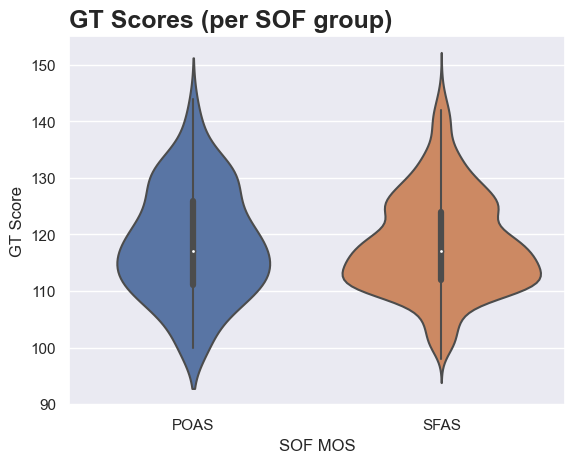 GT Scores (per SOF group)
150
140
130
120
110
100
90
GT Score
POAS
SFAS
SOF MOS